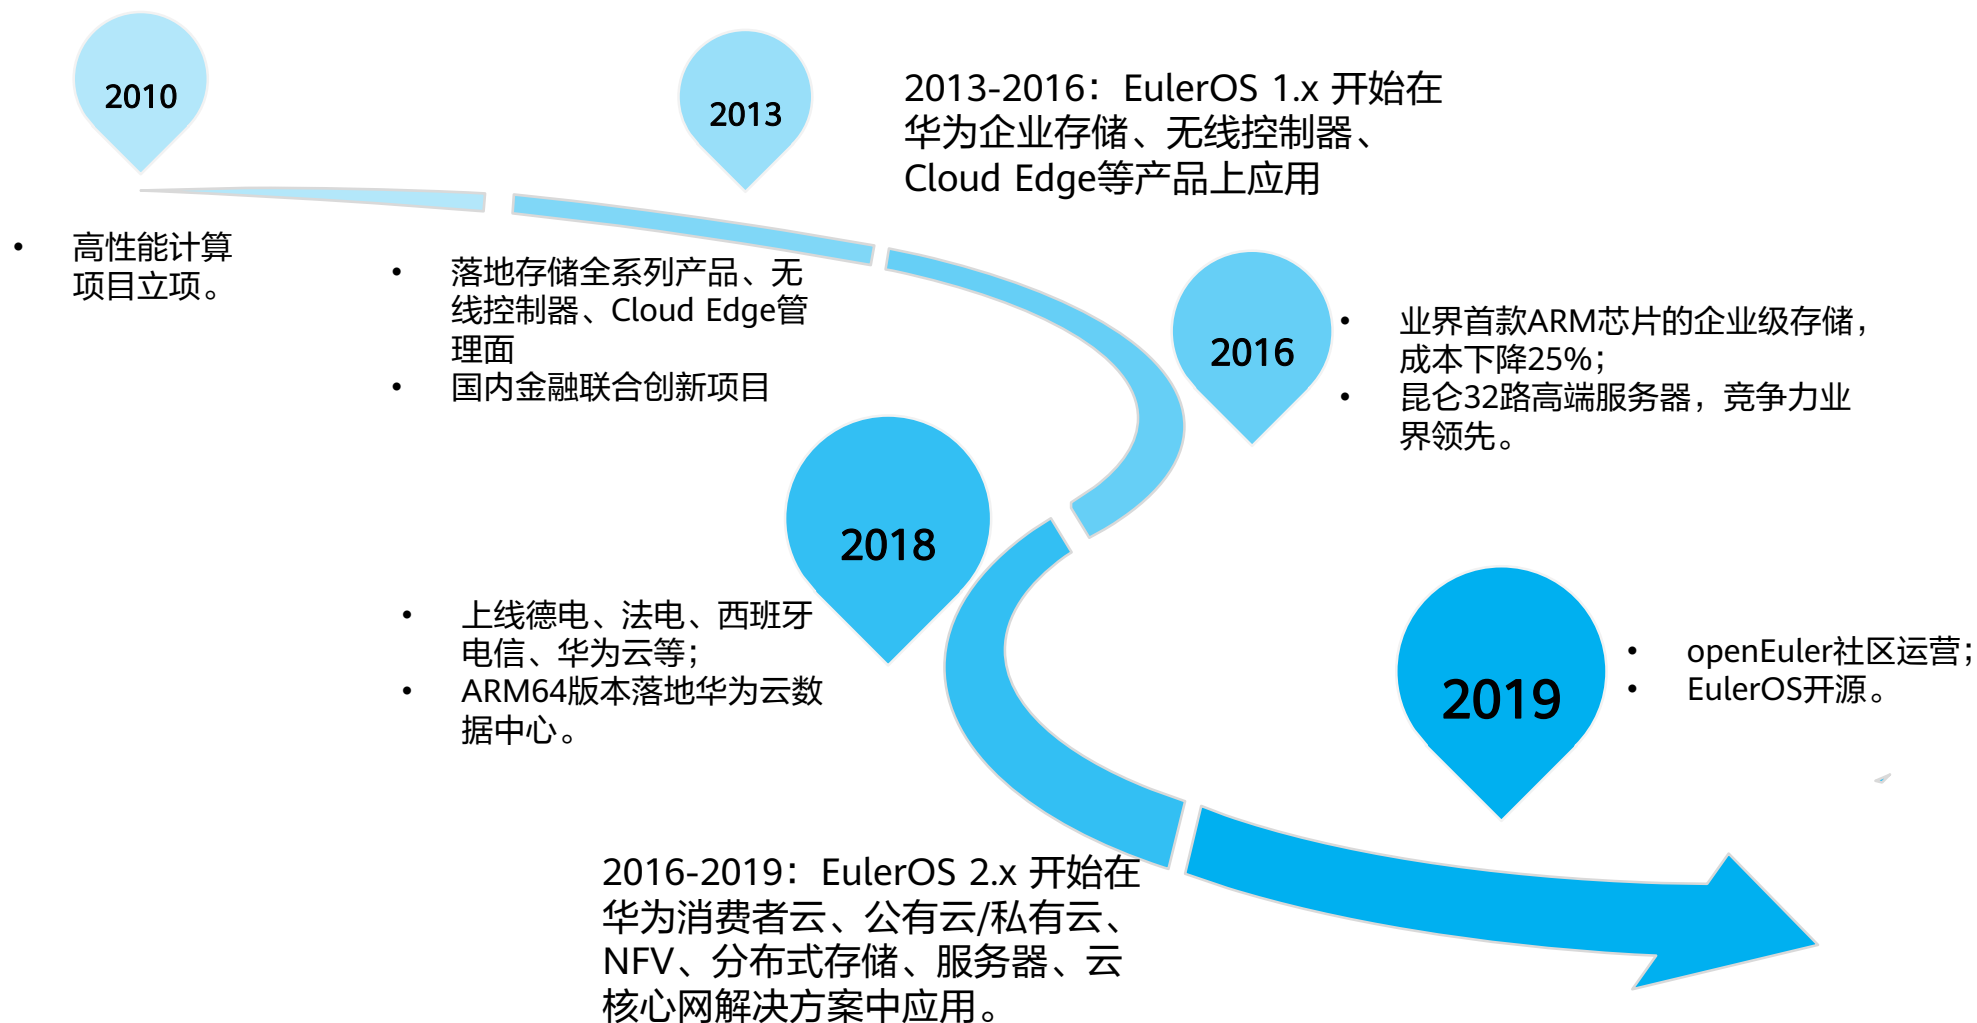 2010
• 高性能计算
项目立项。
2013
• 落地存储全系列产品、无
线控制器、Cloud Edge管
理面
• 国内金融联合创新项目
2013-2016：EulerOS 1.x 开始在
华为企业存储、无线控制器、
Cloud Edge等产品上应用
2016
• 业界首款ARM芯片的企业级存储，
成本下降25%；
• 昆仑32路高端服务器，竞争力业
界领先。
2018
• 上线德电、法电、西班牙
电信、华为云等；
• ARM64版本落地华为云数
据中心。
2016-2019：EulerOS 2.x 开始在
华为消费者云、公有云/私有云、
NFV、分布式存储、服务器、云
核心网解决方案中应用。
2019
• openEuler社区运营；
• EulerOS开源。